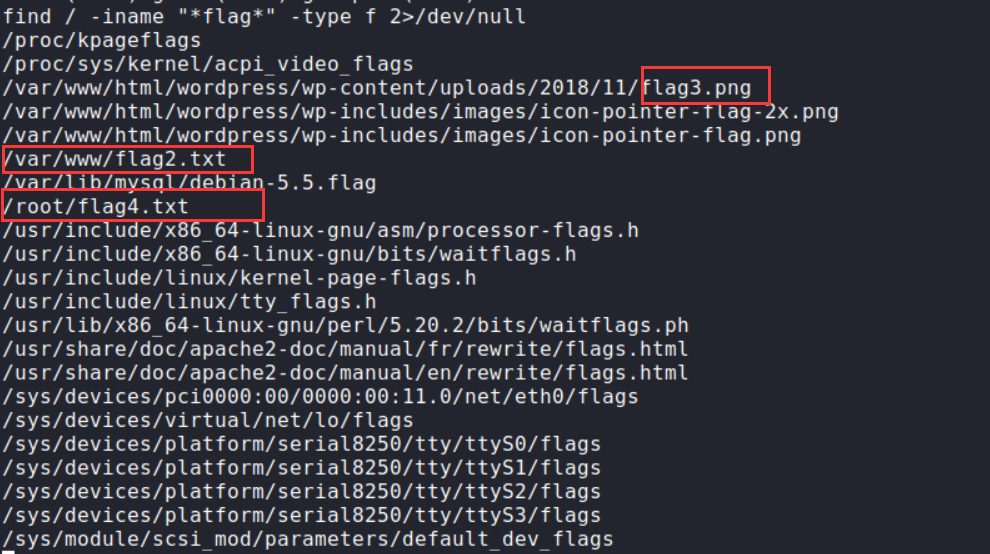 find / -iname "*flag*" -type f 2>/dev/null
/proc/kpageflags
/proc/sys/kernel/acpi_video_flags
/var/www/html/wordpress/wp-content/uploads/2018/11/flag3.png
/var/www/html/wordpress/wp-includes/images/icon-pointer-flag-2x.png
/var/www/html/wordpress/wp-includes/images/icon-pointer-flag.png
/var/www/flag2.txt
/var/lib/mysql/debian-5.5.flag
/root/flag4.txt
/usr/include/x86_64-linux-gnu/asm/processor-flags.h
/usr/include/x86_64-linux-gnu/bits/waitflags.h
/usr/include/linux/kernel-page-flags.h
/usr/include/linux/tty_flags.h
/usr/lib/x86_64-linux-gnu/perl/5.20.2/bits/waitflags.ph
/usr/share/doc/apache2-doc/manual/fr/rewrite/flags.html
/usr/share/doc/apache2-doc/manual/en/rewrite/flags.html
/sys/devices/pci0000:00/0000:00:11.0/net/eth0/flags
/sys/devices/virtual/net/lo/flags
/sys/devices/platform/serial8250/tty/ttyS0/flags
/sys/devices/platform/serial8250/tty/ttyS1/flags
/sys/devices/platform/serial8250/tty/ttyS2/flags
/sys/devices/platform/serial8250/tty/ttyS3/flags
/sys/module/scsi_mod/parameters/default_dev_flags